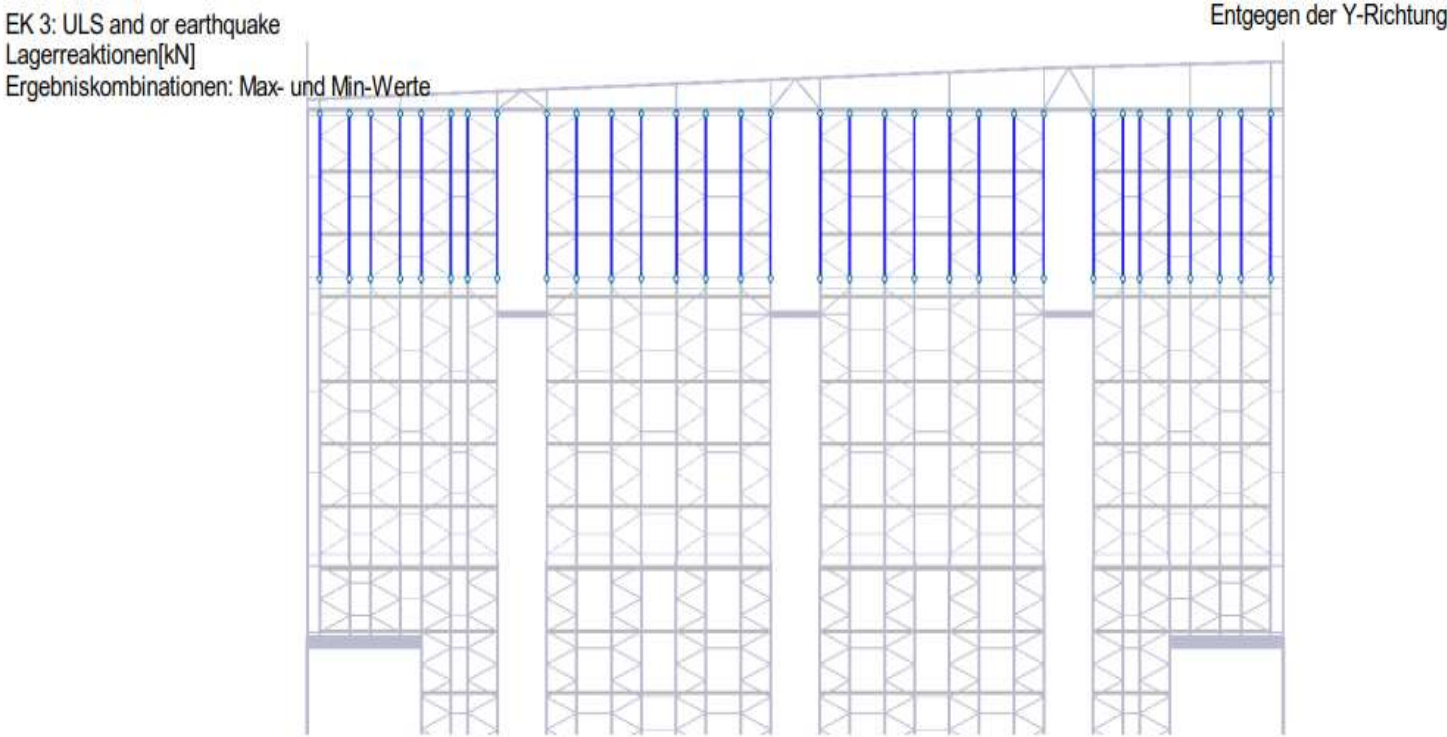 EK 3: ULS and or earthquake
Lagerreaktionen[kN]
Ergebniskombinationen: Max- und Min-Werte
Entgegen der Y-Richtung